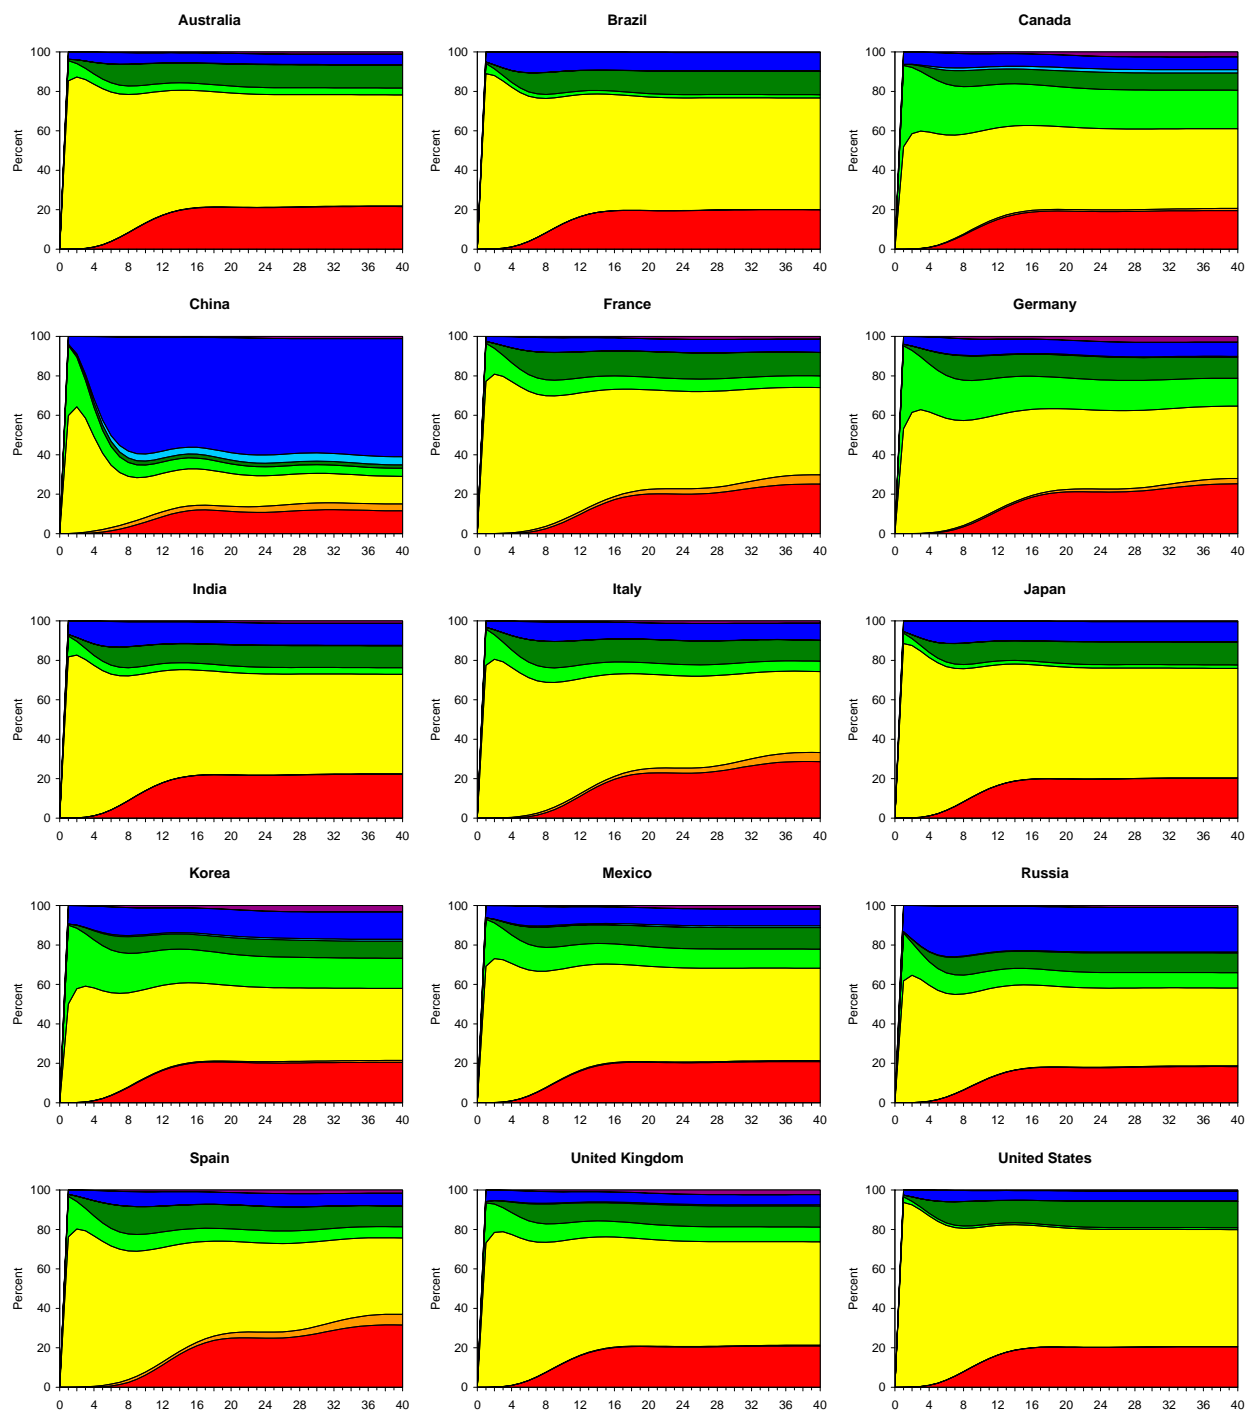 Australia Brazil Canada
100 100 100
80 80 80
60 60 60
Percent Percent Percent
40 40 40
20 20 20
0 0 0
0 4 8 12 16 20 24 28 32 36 40 0 4 8 12 16 20 24 28 32 36 40 0 4 8 12 16 20 24 28 32 36 40
China France Germany
100 100 100
80 80 80
60 60 60
Percent Percent Percent
40 40 40
20 20 20
0 0 0
0 4 8 12 16 20 24 28 32 36 40 0 4 8 12 16 20 24 28 32 36 40 0 4 8 12 16 20 24 28 32 36 40
India Italy Japan
100 100 100
80 80 80
60 60 60
Percent Percent Percent
40 40 40
20 20 20
0 0 0
0 4 8 12 16 20 24 28 32 36 40 0 4 8 12 16 20 24 28 32 36 40 0 4 8 12 16 20 24 28 32 36 40
Korea Mexico Russia
100 100 100
80 80 80
60 60 60
Percent Percent Percent
40 40 40
20 20 20
0 0 0
0 4 8 12 16 20 24 28 32 36 40 0 4 8 12 16 20 24 28 32 36 40 0 4 8 12 16 20 24 28 32 36 40
Spain United Kingdom United States
100 100 100
80 80 80
60 60 60
Percent Percent Percent
40 40 40
20 20 20
0 0 0
0 4 8 12 16 20 24 28 32 36 40 0 4 8 12 16 20 24 28 32 36 40 0 4 8 12 16 20 24 28 32 36 40